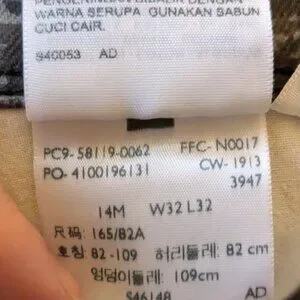 WARNA SERUPA. GUNAKAN SABUN
CUCI CAIR.
S40053 AD
PC9-58119-0062 FFC-N0017
PO-4100196131 CW-1913
3947
14M W32 L32
尺码: 165/82A
호칭: 82-109 허리둘레: 82 cm
엉덩이둘레: 109cm
S46148 AD